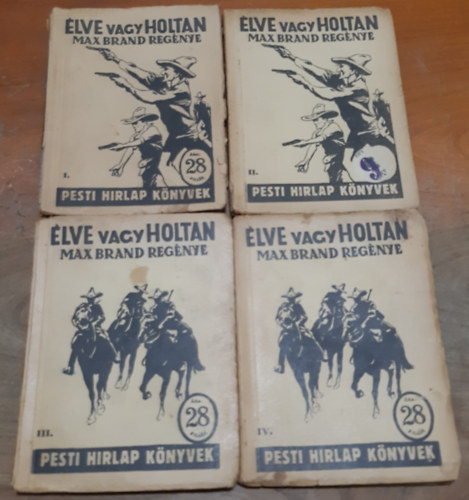 ÉLVE VAGY HOLTAN
MAX BRAND REGÉNYE
28
I.
PESTI HIRLAP KÖNYVEK
ÉLVE VAGY HOLTAN
MAX BRAND REGÉNYE
II.
PESTI HIRLAP KÖNYVEK
ÉLVE VAGY HOLTAN
MAX BRAND REGÉNYE
28
III.
PESTI HIRLAP KÖNYVEK
ÉLVE VAGY HOLTAN
MAX BRAND REGÉNYE
28
IV.
PESTI HIRLAP KÖNYVEK